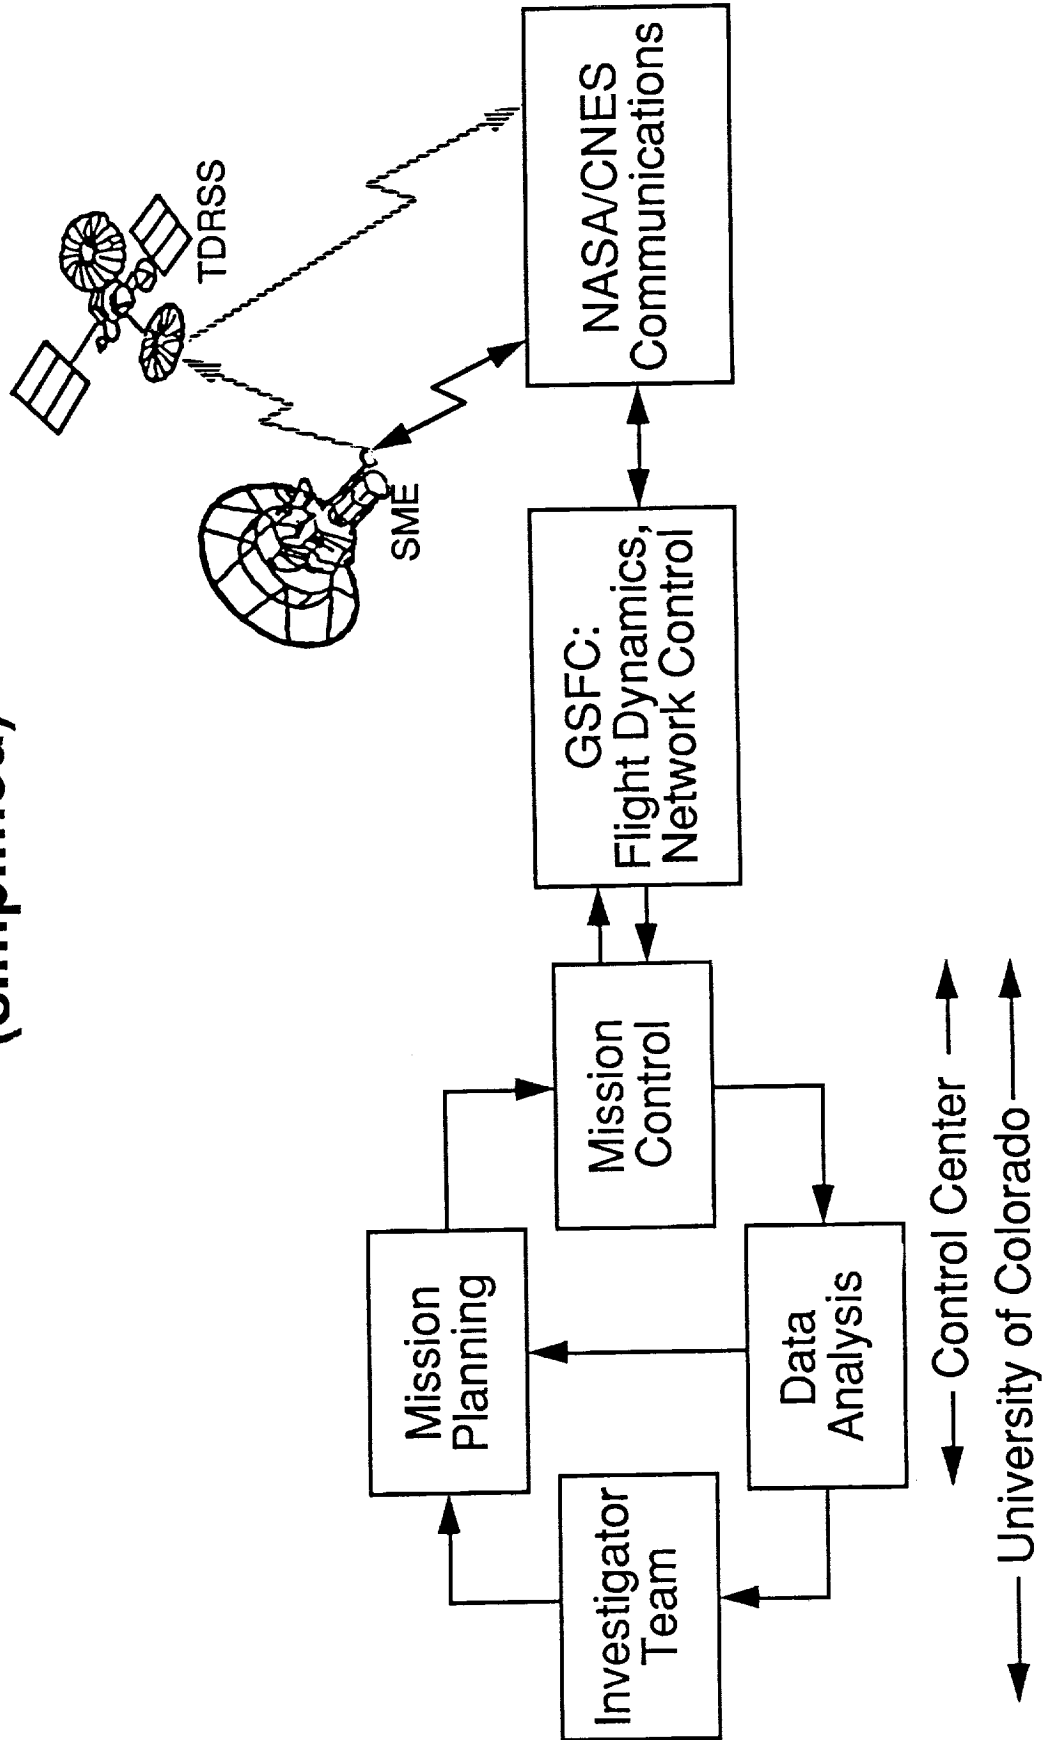 (Simplified)
TDRSS
SME
Investigator
Team
Mission
Planning
Data
Analysis
Mission
Control
GSFC:
Flight Dynamics,
Network Control
NASA/CNES
Communications
Control Center
University of Colorado